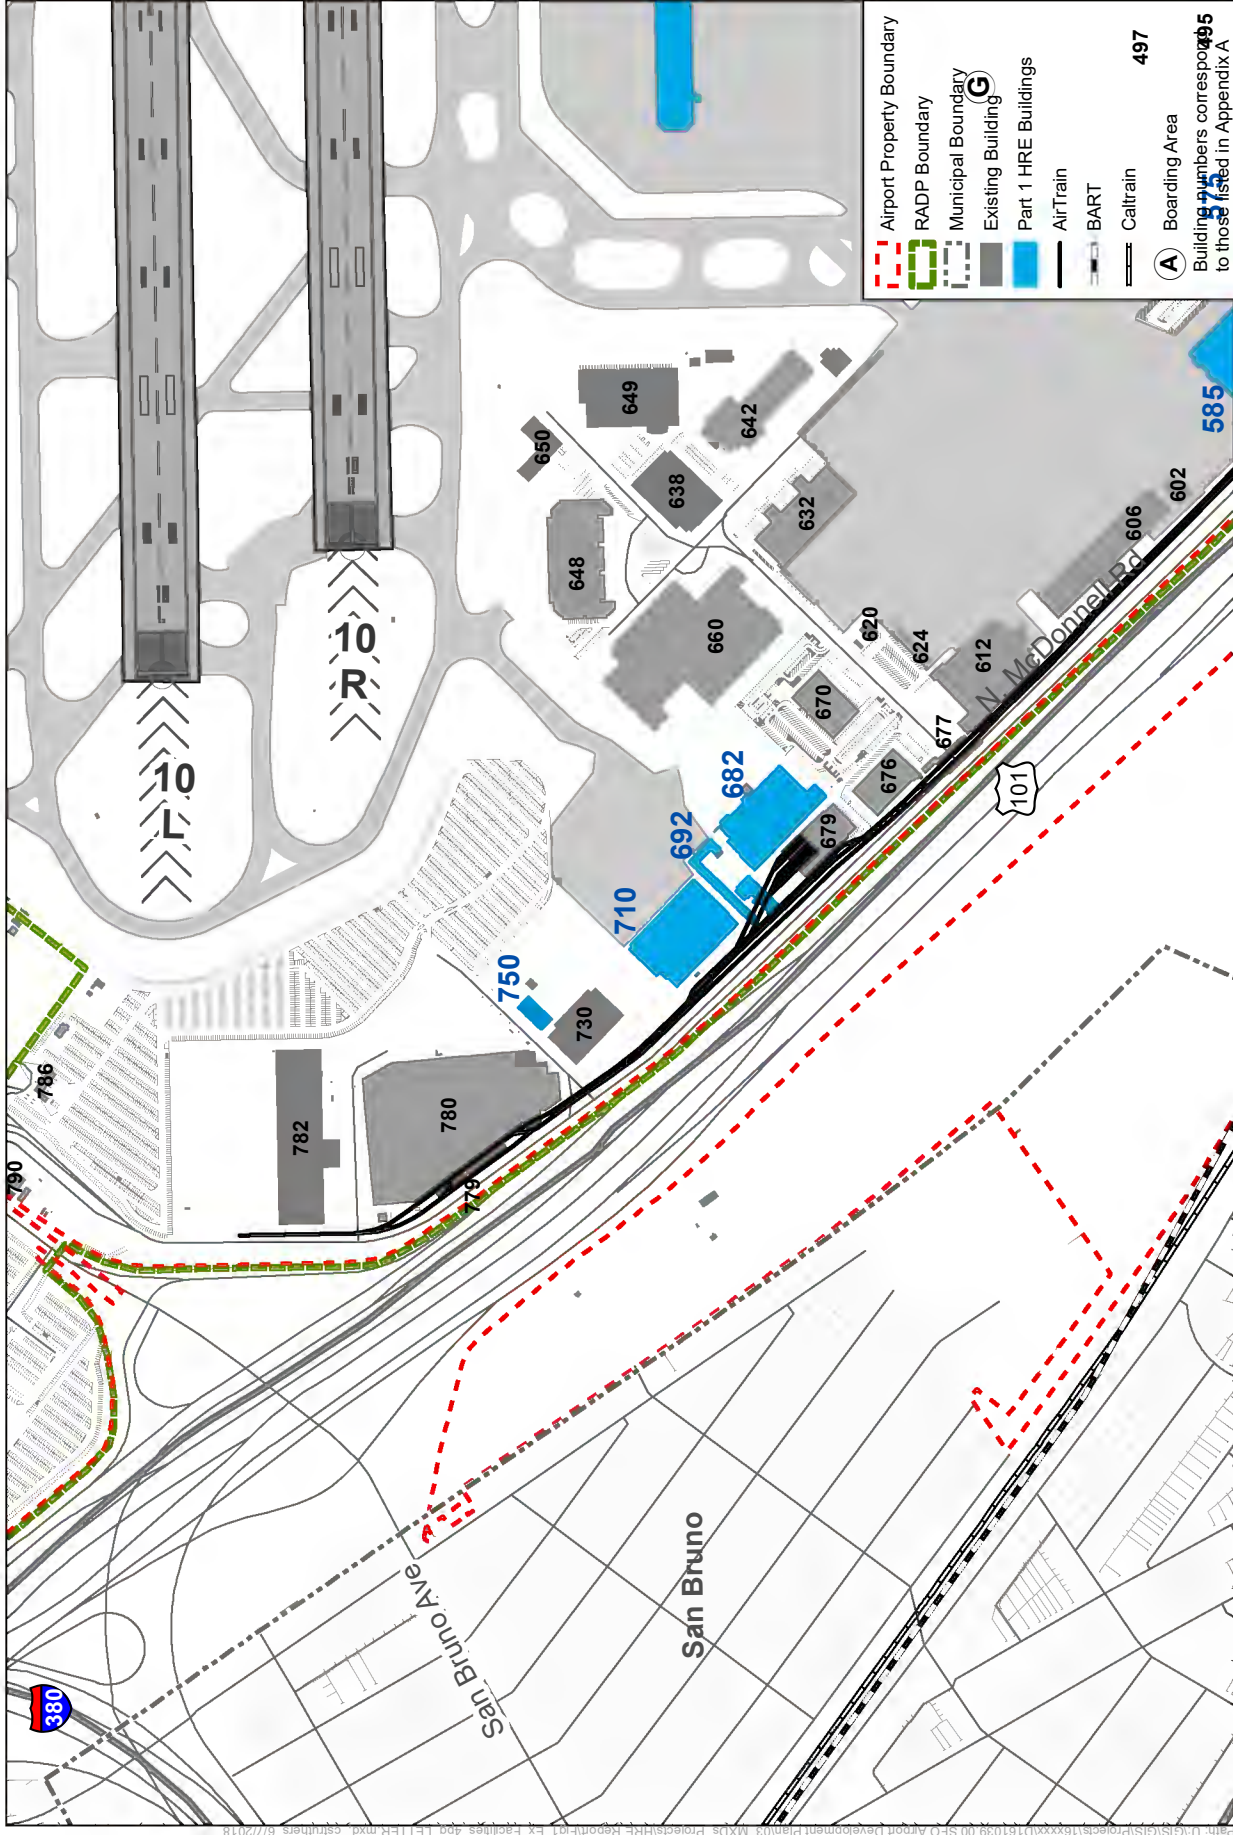 Airport Property Boundary
RADP Boundary
Municipal Boundary
G
Existing Building
Part 1 HRE Buildings
AirTrain
BART
Caltrain
A Boarding Area
Building numbers correspond
to those listed in Appendix A
497
495
575
585
602
606
N. McDonnell Rd
612
624
620
632
642
649
638
650
648
660
670
677
676
679
682
692
710
750
730
780
779
782
786
790
10
R
10
L
101
380
San Bruno Ave
San Bruno